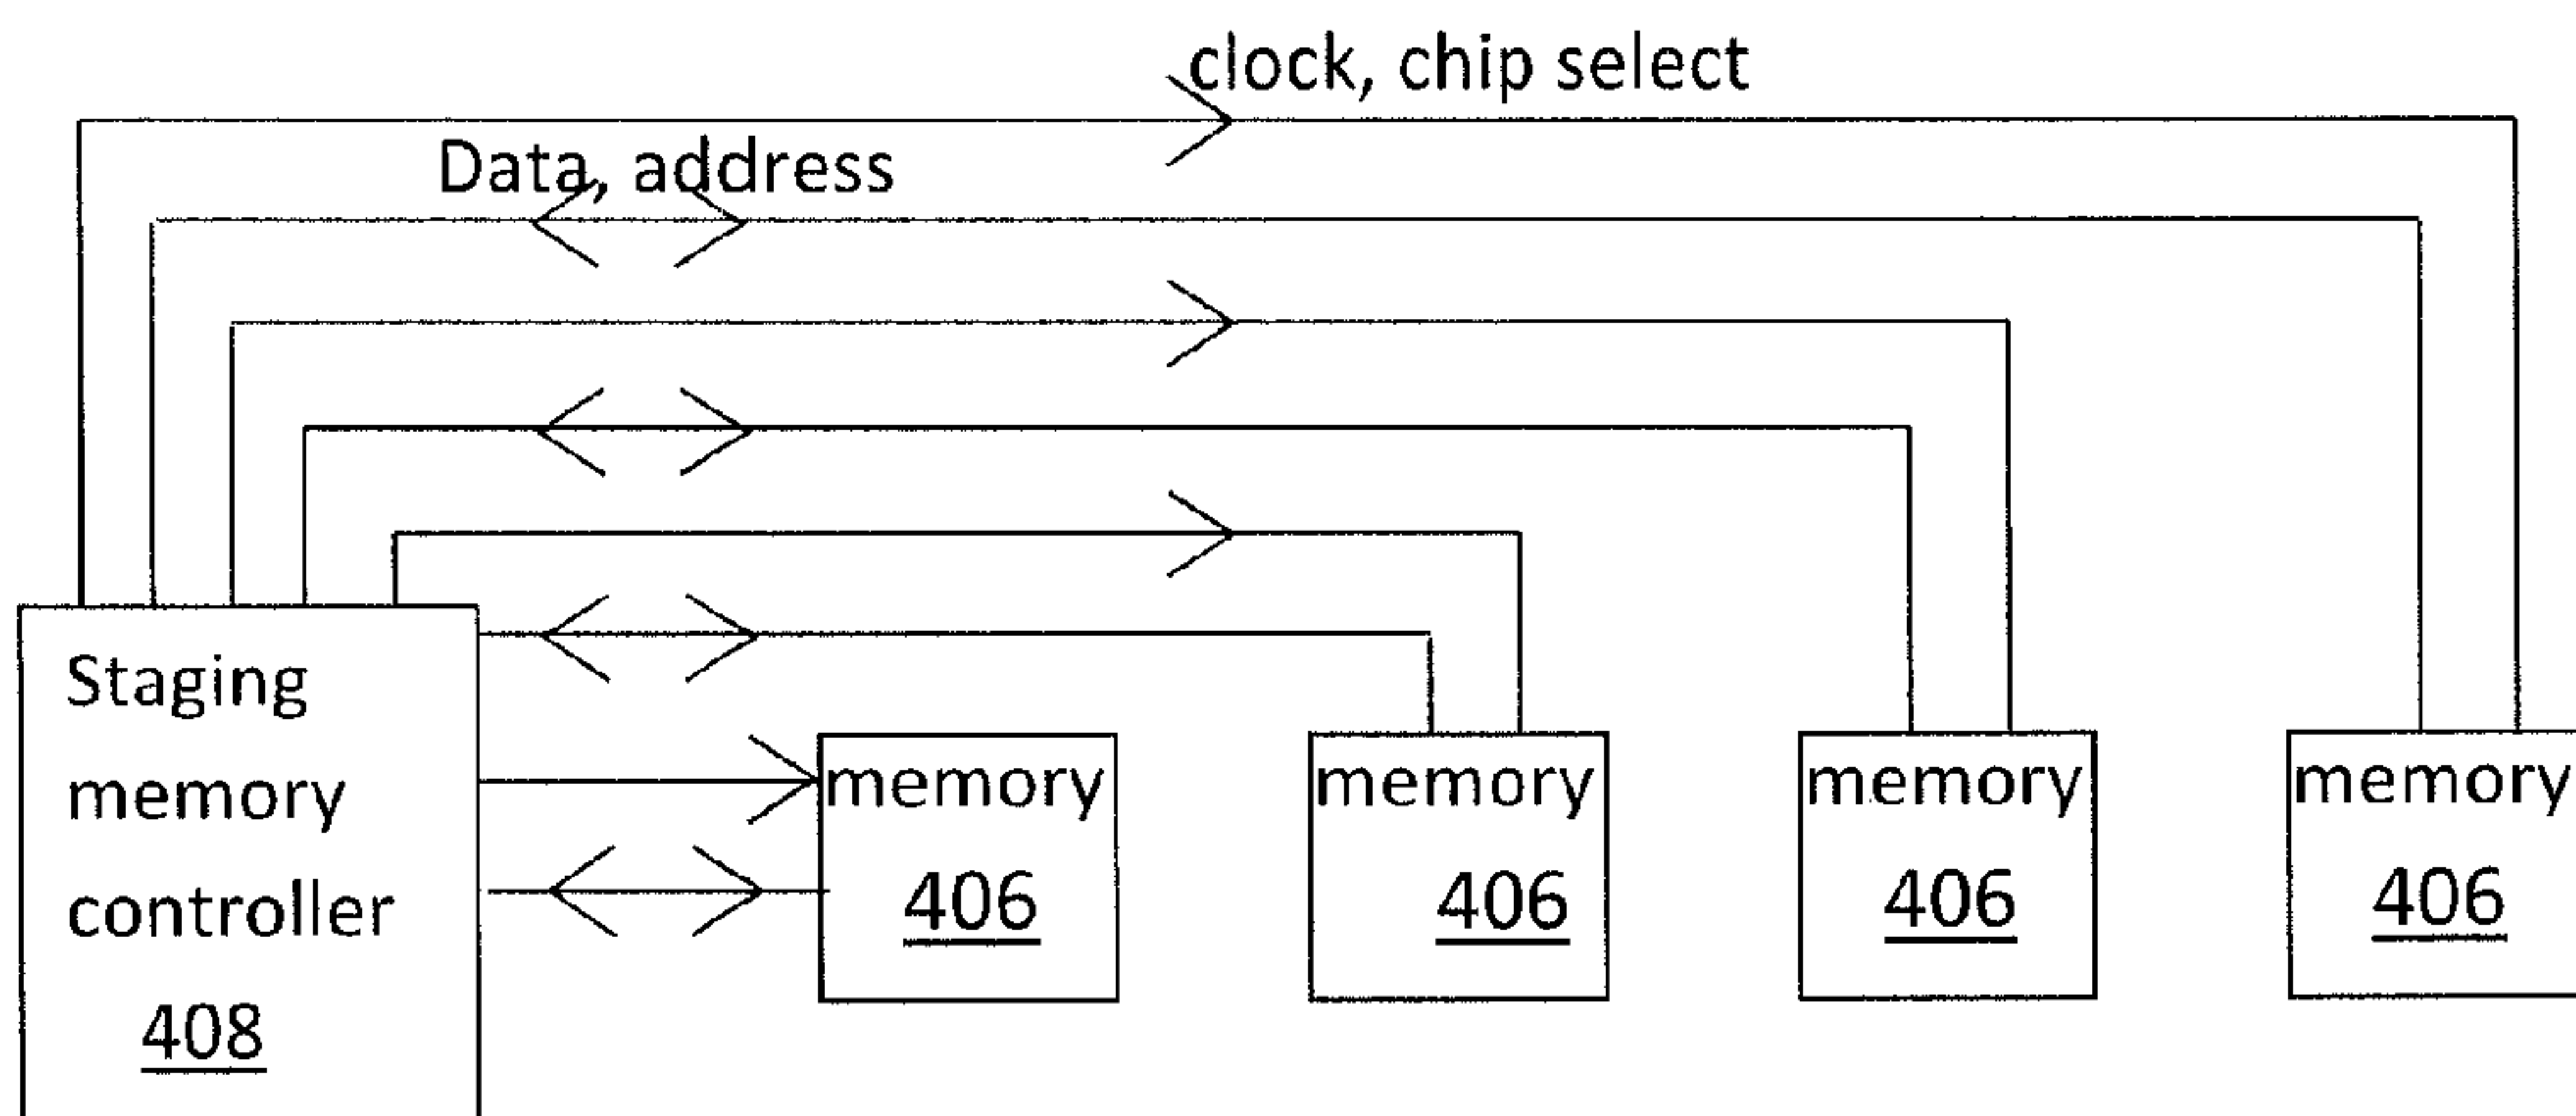 clock, chip select
Data, address
Staging
memory
controller
408
memory
406
memory
406
memory
406
memory
406